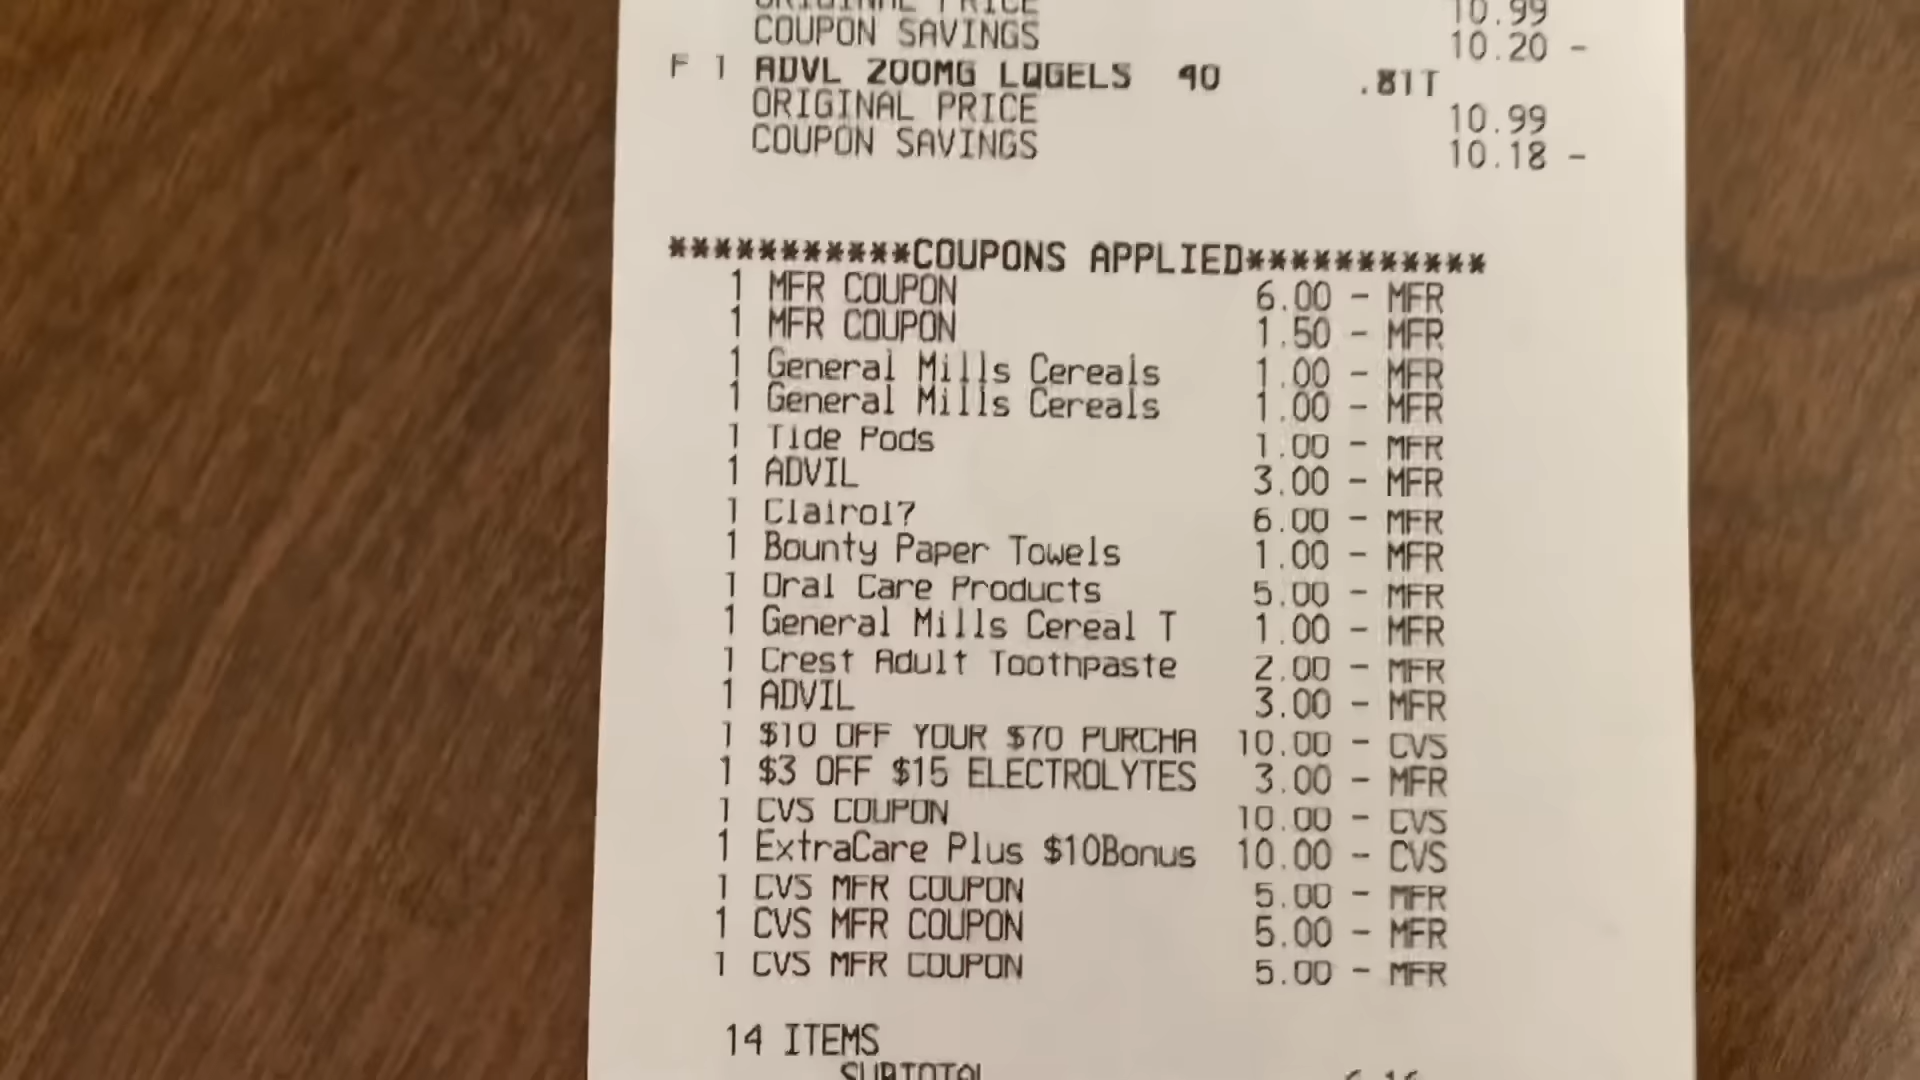 ORIGINAL PRICE 10.99
COUPON SAVINGS 10.20 -
F 1 ADVL 200MG LQGELS 40 .81T
ORIGINAL PRICE 10.99
COUPON SAVINGS 10.18 -
***********COUPONS APPLIED***********
1 MFR COUPON 6.00 - MFR
1 MFR COUPON 1.50 - MFR
1 General Mills Cereals 1.00 - MFR
1 General Mills Cereals 1.00 - MFR
1 Tide Pods 1.00 - MFR
1 ADVIL 3.00 - MFR
1 Clairol? 6.00 - MFR
1 Bounty Paper Towels 1.00 - MFR
1 Oral Care Products 5.00 - MFR
1 General Mills Cereal T 1.00 - MFR
1 Crest Adult Toothpaste 2.00 - MFR
1 ADVIL 3.00 - MFR
1 $10 OFF YOUR $70 PURCHA 10.00 - CVS
1 $3 OFF $15 ELECTROLYTES 3.00 - MFR
1 CVS COUPON 10.00 - CVS
1 ExtraCare Plus $10Bonus 10.00 - CVS
1 CVS MFR COUPON 5.00 - MFR
1 CVS MFR COUPON 5.00 - MFR
1 CVS MFR COUPON 5.00 - MFR
14 ITEMS
SUBTOTAL